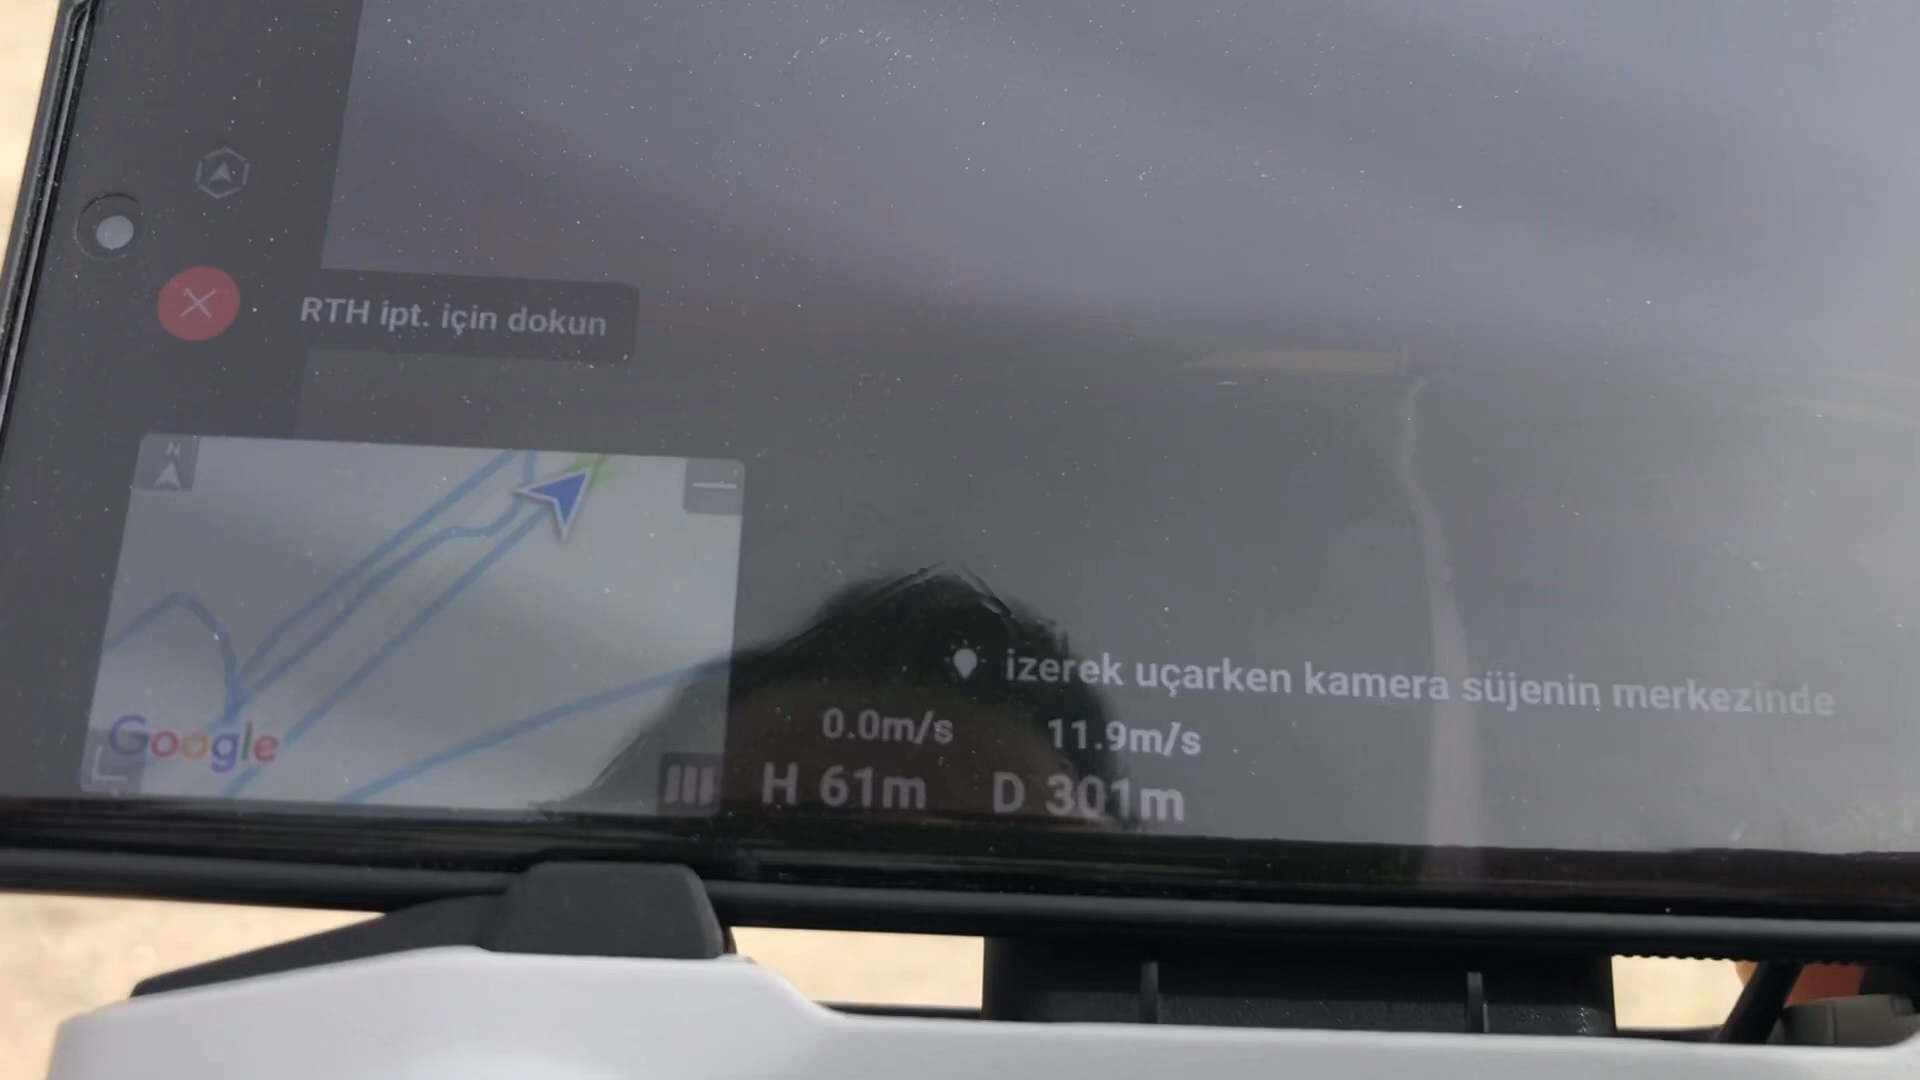 RTH ipt. için dokun
N
Google
izerek uçarken kamera süjenin merkezinde
0.0m/s 11.9m/s
H 61m D 301m